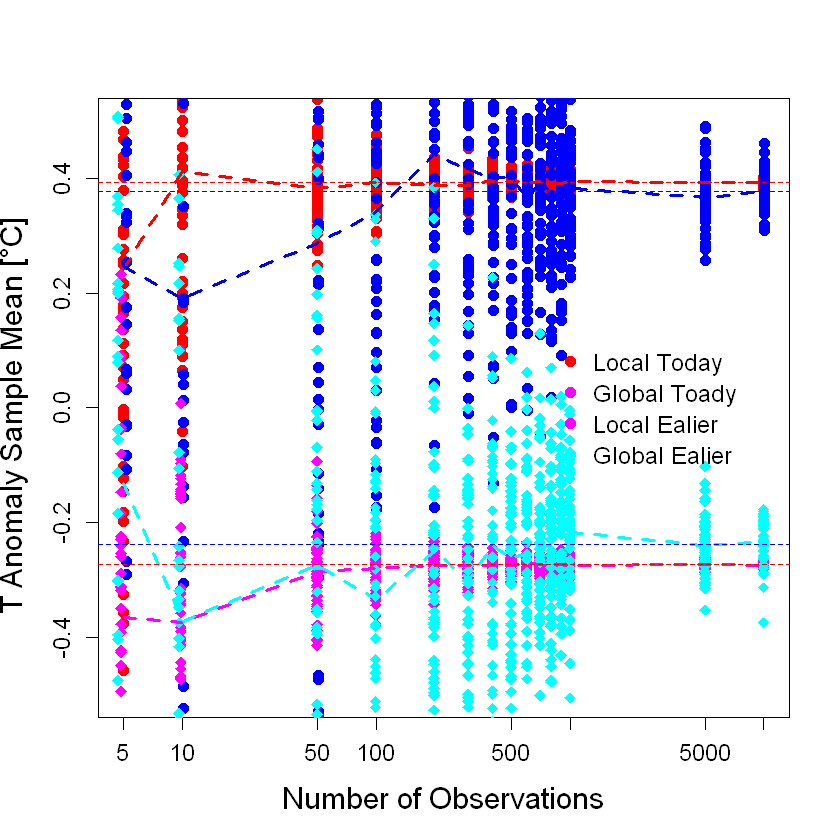 T Anomaly Sample Mean [°C]
0.4
0.2
0.0
-0.2
-0.4
Local Today
Global Toady
Local Ealier
Global Ealier
5 10 50 100 500 5000
Number of Observations